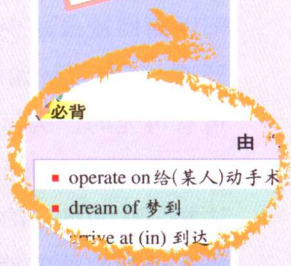 必背
由
operate on 给(某人)动手术
dream of 梦到
arrive at (in) 到达